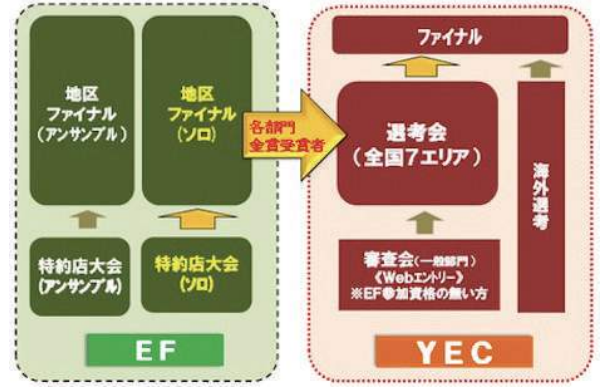 地区
ファイナル
(アンサンブル)
地区
ファイナル
(ソロ)
特約店大会
(アンサンブル)
特約店大会
(ソロ)
EF
各部門
金賞受賞者
ファイナル
選考会
(全国7エリア)
海外選考
審査会(一般部門)
《Webエントリー》
※EF参加資格の無い方
YEC